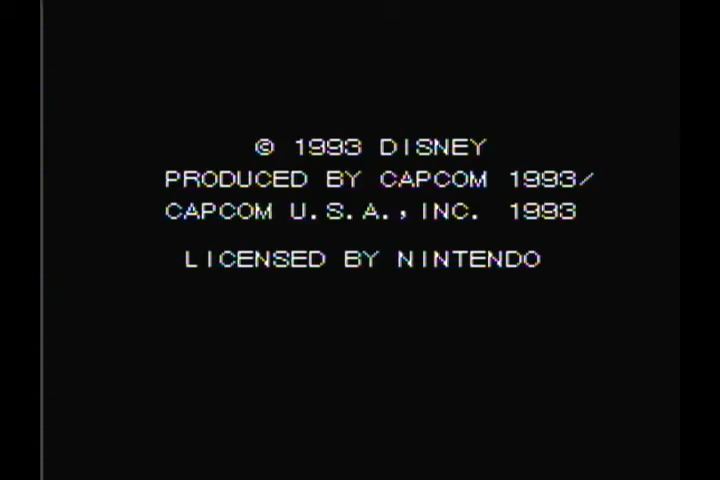 © 1993 DISNEY
PRODUCED BY CAPCOM 1993/
CAPCOM U.S.A., INC. 1993
LICENSED BY NINTENDO